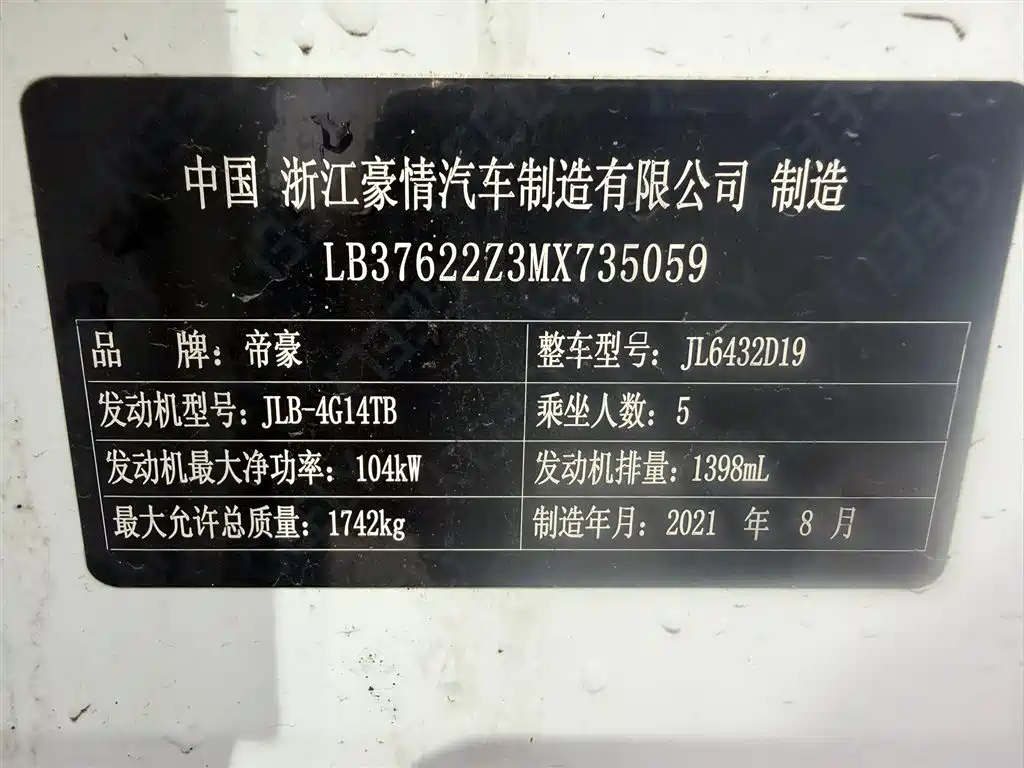 中国 浙江豪情汽车制造有限公司 制造
LB37622Z3MX735059
品 牌：帝豪 整车型号：JL6432D19
发动机型号：JLB-4G14TB 乘坐人数：5
发动机最大净功率：104kW 发动机排量：1398mL
最大允许总质量：1742kg 制造年月：2021 年 8 月